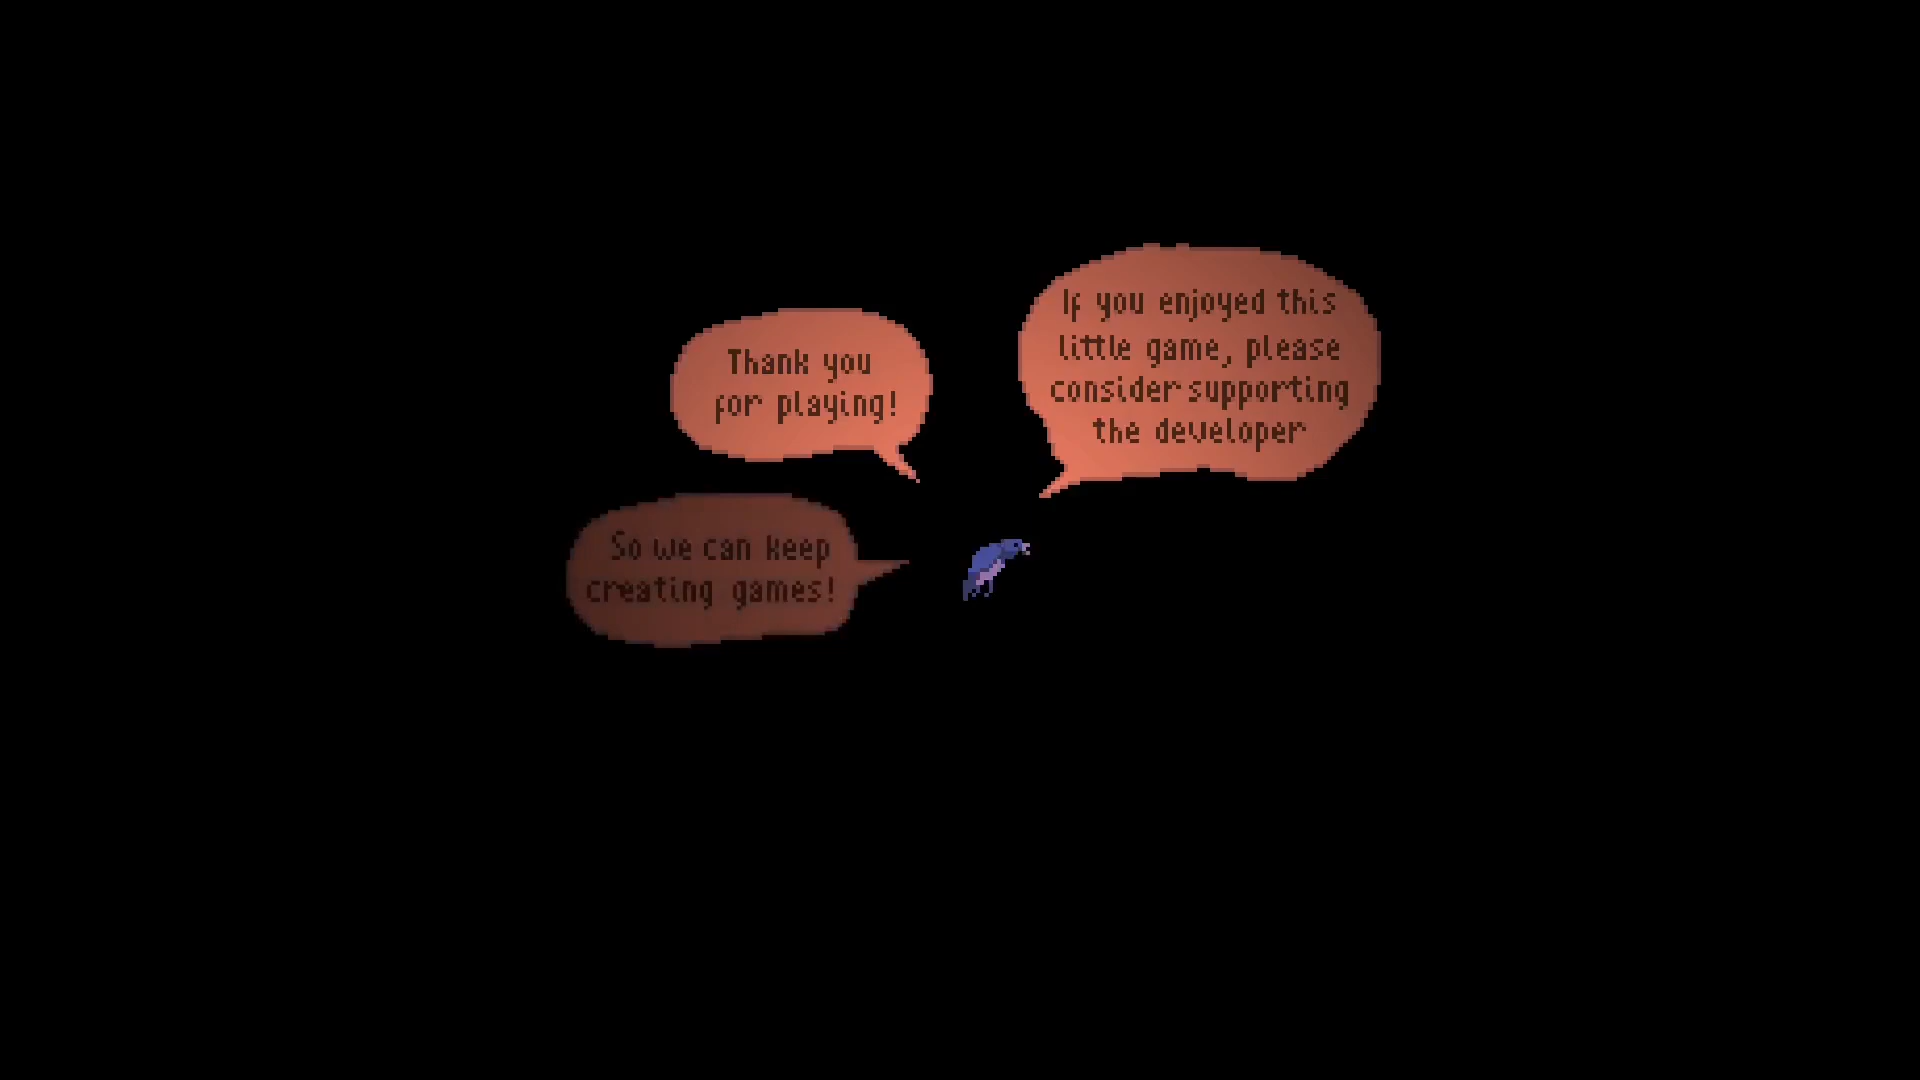 Thank you
for playing!
If you enjoyed this
little game, please
consider supporting
the developer
So we can keep
creating games!